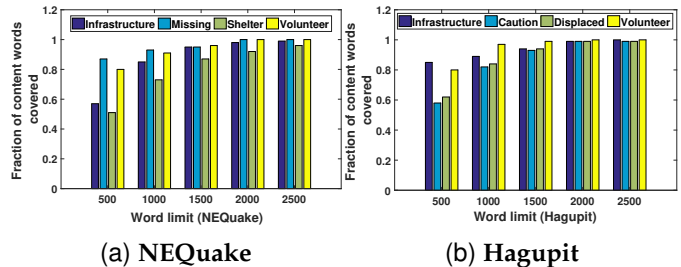 Infrastructure Missing Shelter Volunteer
1.2
1
0.8
0.6
0.4
0.2
0
Fraction of content words
covered
500 1000 1500 2000 2500
Word limit (NEQuake)
(a) NEQuake
Infrastructure Caution Displaced Volunteer
1.2
1
0.8
0.6
0.4
0.2
0
Fraction of content words
covered
500 1000 1500 2000 2500
Word limit (Hagupit)
(b) Hagupit